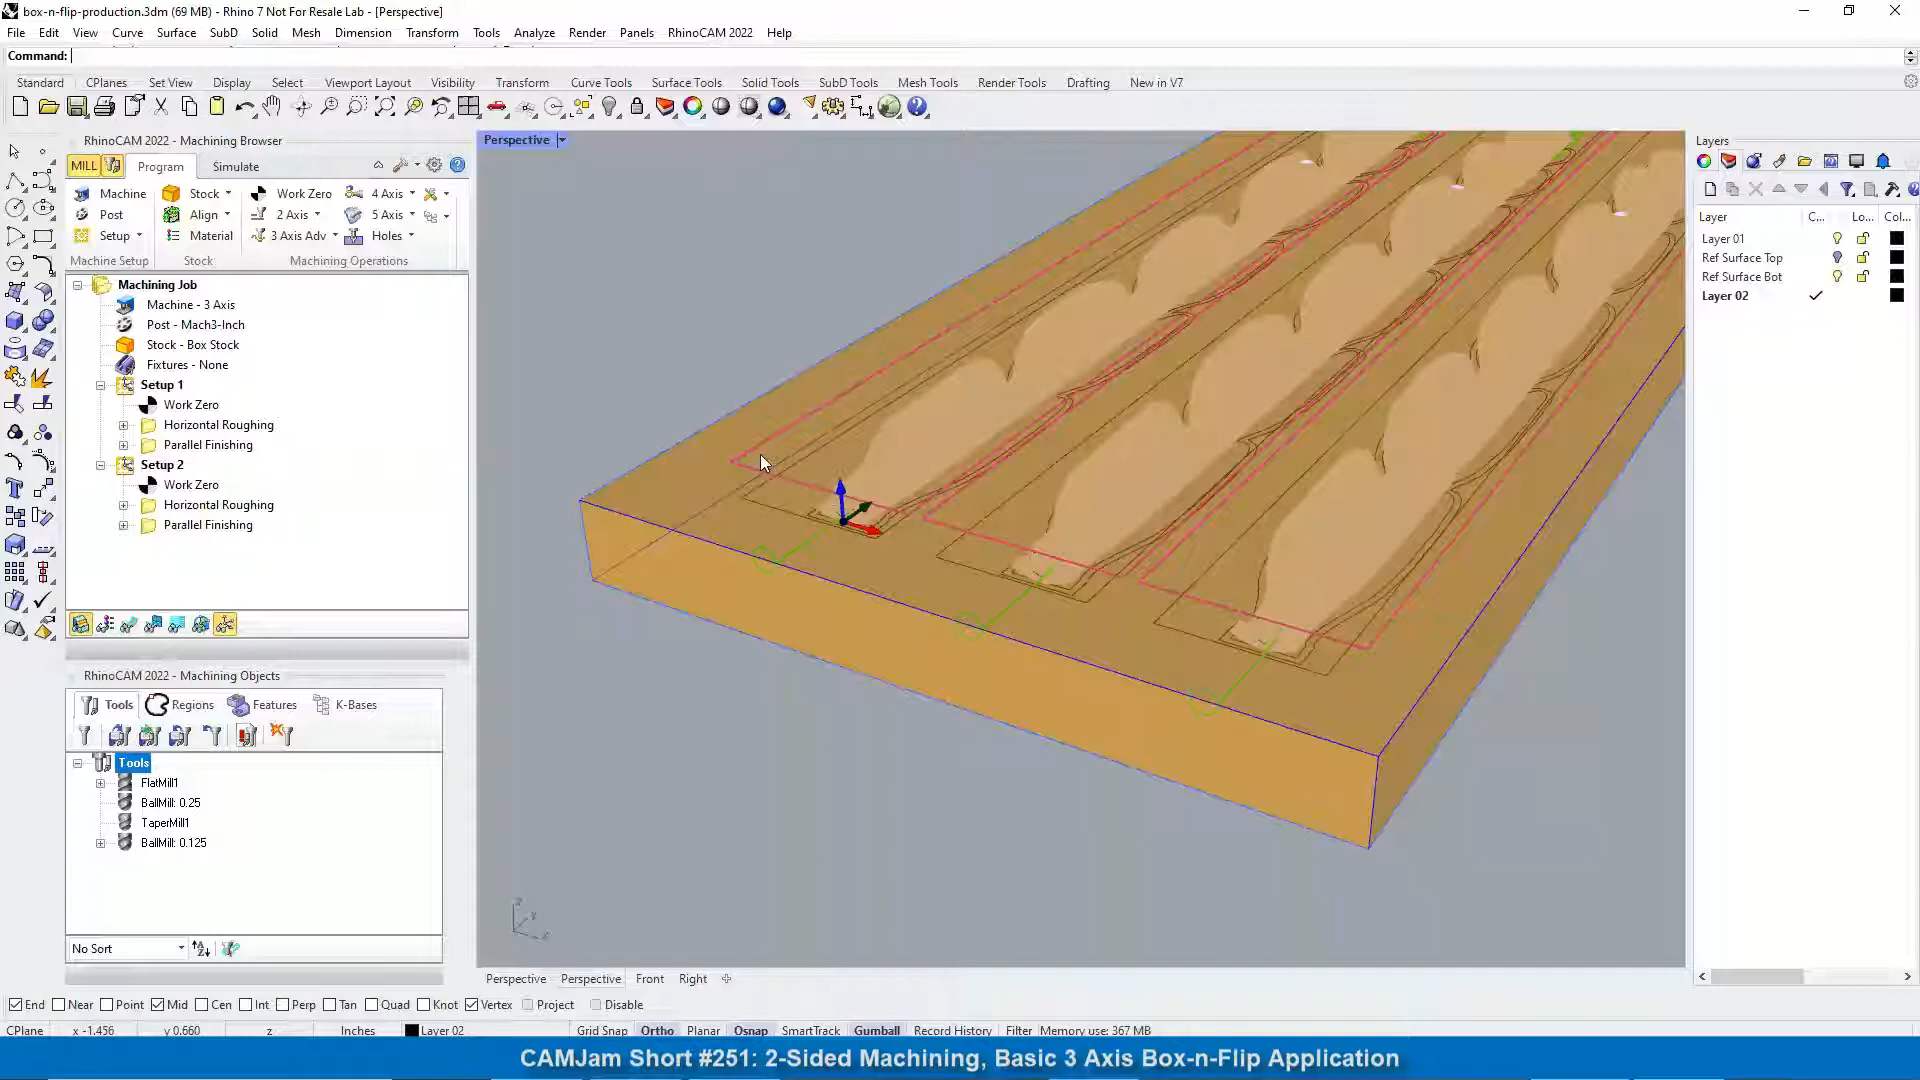 box-n-flip-production.3dm (69 MB) - Rhino 7 Not For Resale Lab - [Perspective]
File Edit View Curve Surface SubD Solid Mesh Dimension Transform Tools Analyze Render Panels RhinoCAM 2022 Help
Command:
Standard CPlanes Set View Display Select Viewport Layout Visibility Transform Curve Tools Surface Tools Solid Tools SubD Tools Mesh Tools Render Tools Drafting New in V7
RhinoCAM 2022 - Machining Browser
MILL Program Simulate
Machine Stock Work Zero 4 Axis
Post Align 2 Axis 5 Axis
Setup Material 3 Axis Adv Holes
Machine Setup Stock Machining Operations
Machining Job
Machine - 3 Axis
Post - Mach3-Inch
Stock - Box Stock
Fixtures - None
Setup 1
Work Zero
Horizontal Roughing
Parallel Finishing
Setup 2
Work Zero
Horizontal Roughing
Parallel Finishing
RhinoCAM 2022 - Machining Objects
Tools Regions Features K-Bases
Tools
FlatMill1
BallMill: 0.25
TaperMill1
BallMill: 0.125
No Sort
Perspective
Layers
Layer C... Lo... Col...
Layer 01
Ref Surface Top
Ref Surface Bot
Layer 02
Perspective Perspective Front Right
End Near Point Mid Cen Int Perp Tan Quad Knot Vertex Project Disable
CPlane x -1.456 y 0.660 z Inches Layer 02 Grid Snap Ortho Planar Osnap SmartTrack Gumball Record History Filter Memory use: 367 MB
CAMJam Short #251: 2-Sided Machining, Basic 3 Axis Box-n-Flip Application